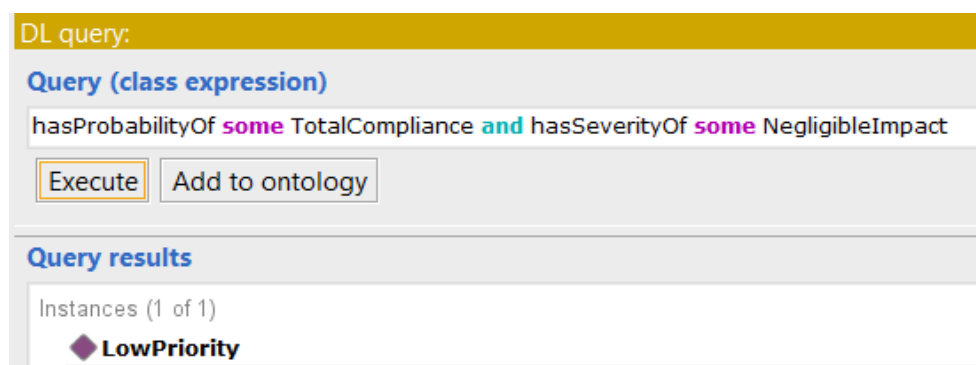 DL query:
Query (class expression)
hasProbabilityOf some TotalCompliance and hasSeverityOf some NegligibleImpact
Execute Add to ontology
Query results
Instances (1 of 1)
LowPriority